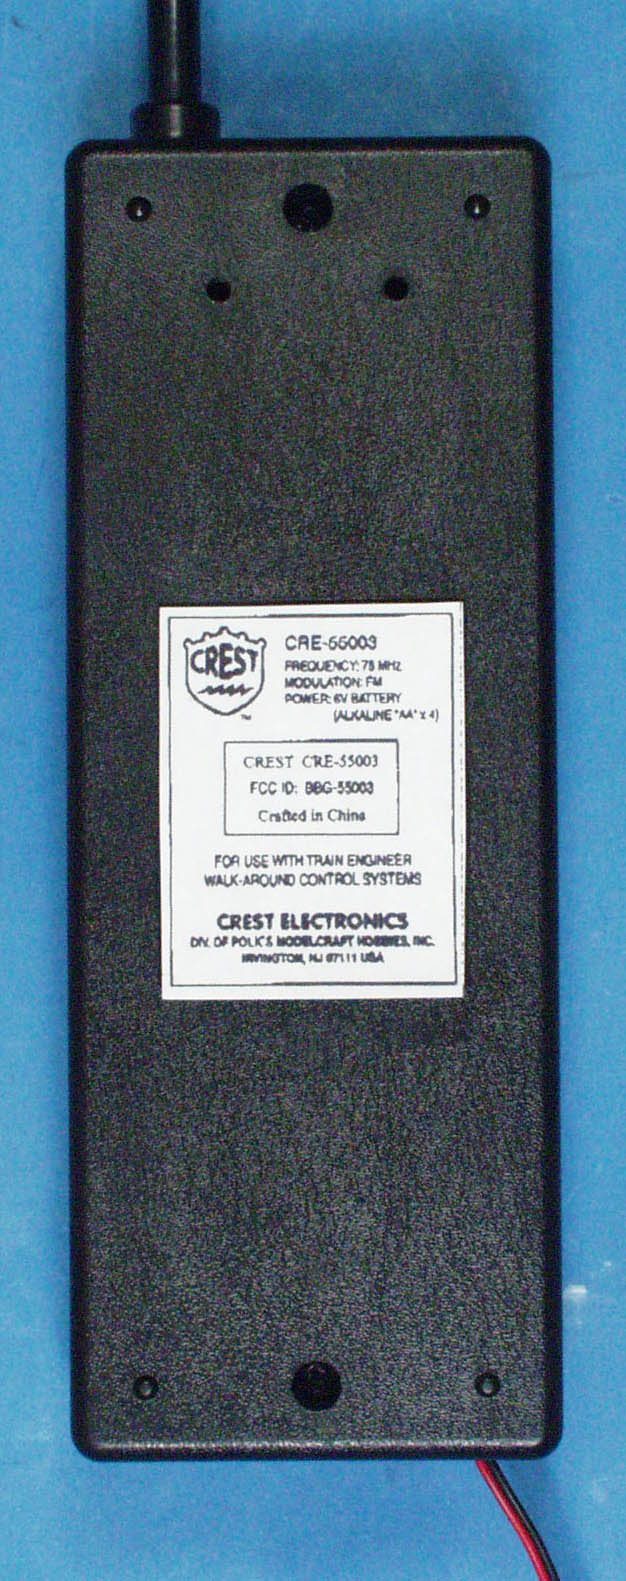 CREST
TM
CRE-55003
FREQUENCY: 75 MHz
MODULATION: FM
POWER: 6V BATTERY
(ALKALINE "AA" x 4)
CREST CRE-55003
FCC ID: BBG-55003
Crafted in China
FOR USE WITH TRAIN ENGINEER
WALK-AROUND CONTROL SYSTEMS
CREST ELECTRONICS
DIV. OF POLK'S MODELCRAFT HOBBIES, INC.
IRVINGTON, NJ 07111 USA